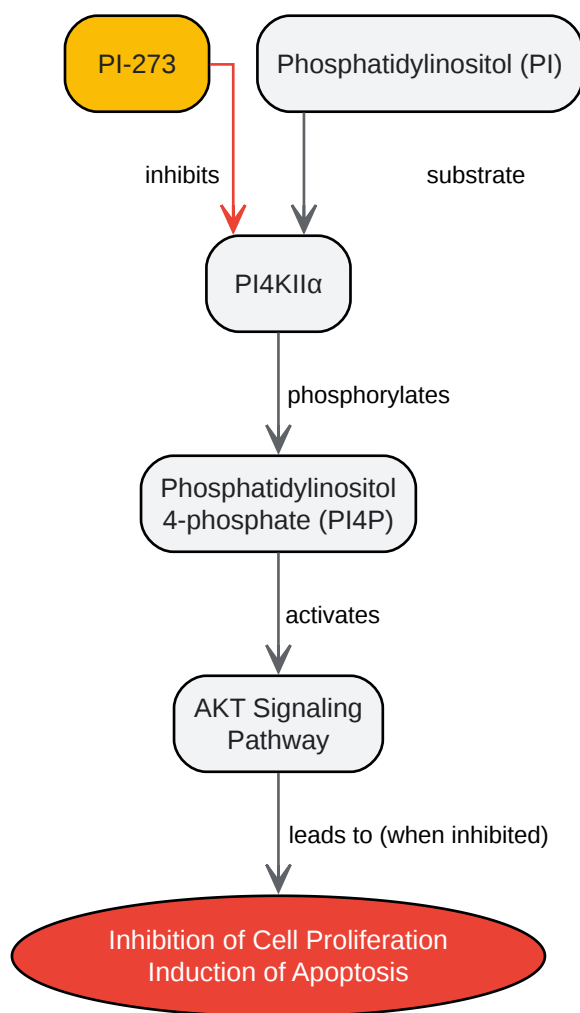 PI-273
Phosphatidylinositol (PI)
inhibits
substrate
PI4KIIα
phosphorylates
Phosphatidylinositol
4-phosphate (PI4P)
activates
AKT Signaling
Pathway
leads to (when inhibited)
Inhibition of Cell Proliferation
Induction of Apoptosis